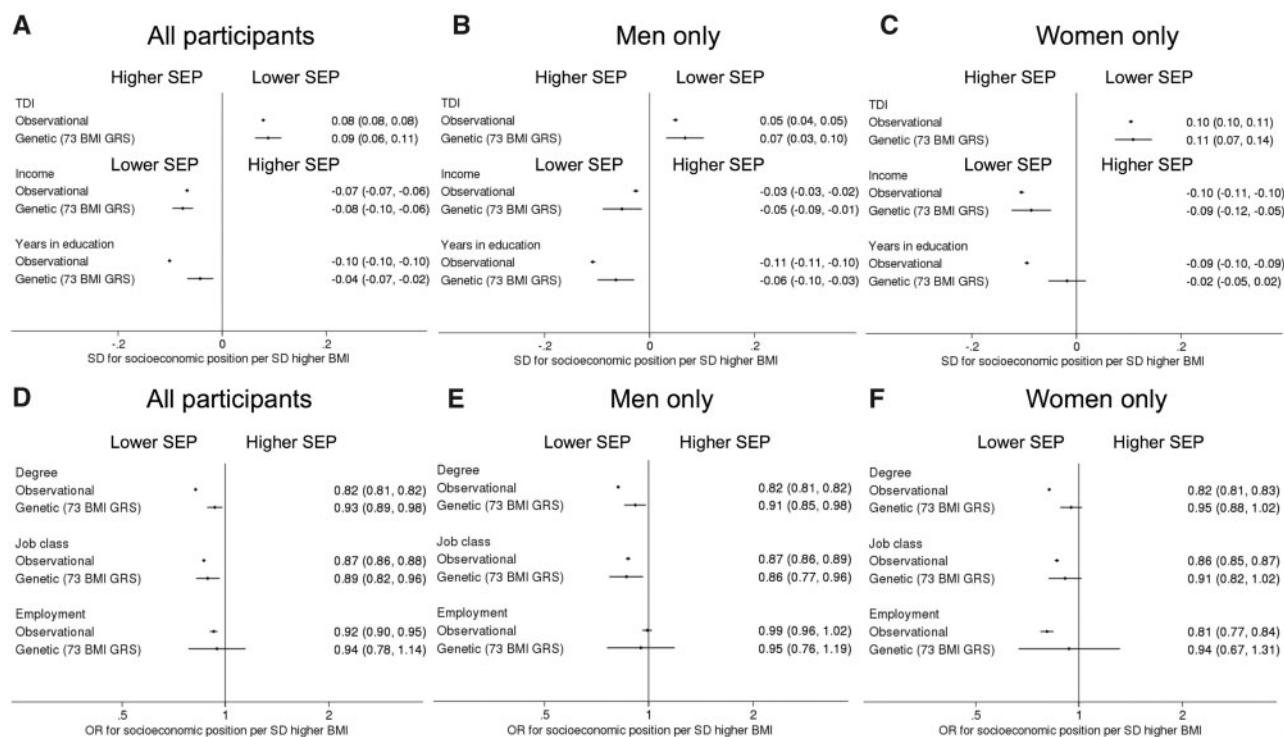 A All participants
Higher SEP Lower SEP
TDI
Observational 0.08 (0.08, 0.08)
Genetic (73 BMI GRS) 0.09 (0.06, 0.11)
Lower SEP Higher SEP
Income
Observational -0.07 (-0.07, -0.06)
Genetic (73 BMI GRS) -0.08 (-0.10, -0.06)
Years in education
Observational -0.10 (-0.10, -0.10)
Genetic (73 BMI GRS) -0.04 (-0.07, -0.02)
-.2 0 .2
SD for socioeconomic position per SD higher BMI
B Men only
Higher SEP Lower SEP
TDI
Observational 0.05 (0.04, 0.05)
Genetic (73 BMI GRS) 0.07 (0.03, 0.10)
Lower SEP Higher SEP
Income
Observational -0.03 (-0.03, -0.02)
Genetic (73 BMI GRS) -0.05 (-0.09, -0.01)
Years in education
Observational -0.11 (-0.11, -0.10)
Genetic (73 BMI GRS) -0.06 (-0.10, -0.03)
-.2 0 .2
SD for socioeconomic position per SD higher BMI
C Women only
Higher SEP Lower SEP
TDI
Observational 0.10 (0.10, 0.11)
Genetic (73 BMI GRS) 0.11 (0.07, 0.14)
Lower SEP Higher SEP
Income
Observational -0.10 (-0.11, -0.10)
Genetic (73 BMI GRS) -0.09 (-0.12, -0.05)
Years in education
Observational -0.09 (-0.10, -0.09)
Genetic (73 BMI GRS) -0.02 (-0.05, 0.02)
-.2 0 .2
SD for socioeconomic position per SD higher BMI
D All participants
Lower SEP Higher SEP
Degree
Observational 0.82 (0.81, 0.82)
Genetic (73 BMI GRS) 0.93 (0.89, 0.98)
Job class
Observational 0.87 (0.86, 0.88)
Genetic (73 BMI GRS) 0.89 (0.82, 0.96)
Employment
Observational 0.92 (0.90, 0.95)
Genetic (73 BMI GRS) 0.94 (0.78, 1.14)
.5 1 2
OR for socioeconomic position per SD higher BMI
E Men only
Lower SEP Higher SEP
Degree
Observational 0.82 (0.81, 0.82)
Genetic (73 BMI GRS) 0.91 (0.85, 0.98)
Job class
Observational 0.87 (0.86, 0.89)
Genetic (73 BMI GRS) 0.86 (0.77, 0.96)
Employment
Observational 0.99 (0.96, 1.02)
Genetic (73 BMI GRS) 0.95 (0.76, 1.19)
.5 1 2
OR for socioeconomic position per SD higher BMI
F Women only
Lower SEP Higher SEP
Degree
Observational 0.82 (0.81, 0.83)
Genetic (73 BMI GRS) 0.95 (0.88, 1.02)
Job class
Observational 0.86 (0.85, 0.87)
Genetic (73 BMI GRS) 0.91 (0.82, 1.02)
Employment
Observational 0.81 (0.77, 0.84)
Genetic (73 BMI GRS) 0.94 (0.67, 1.31)
.5 1 2
OR for socioeconomic position per SD higher BMI